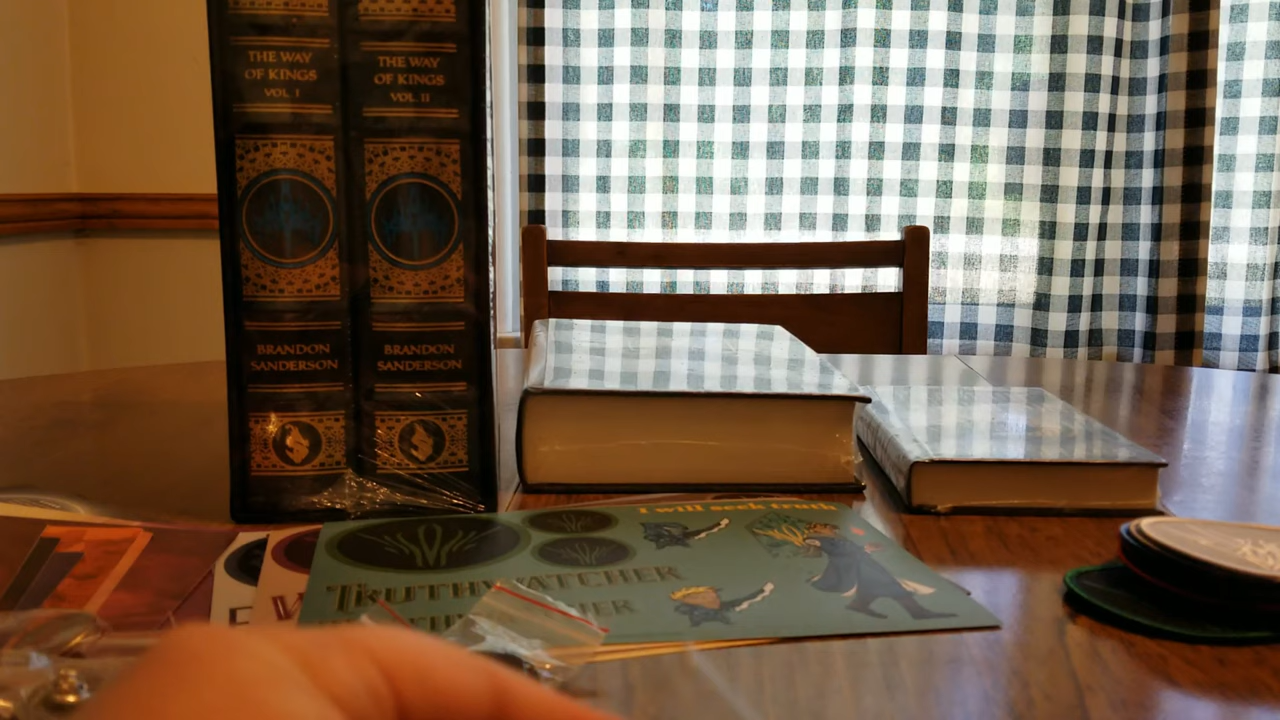 THE WAY
OF KINGS
VOL. I
THE WAY
OF KINGS
VOL. II
BRANDON
SANDERSON
BRANDON
SANDERSON
I will seek truth
TRUTHWATCHER